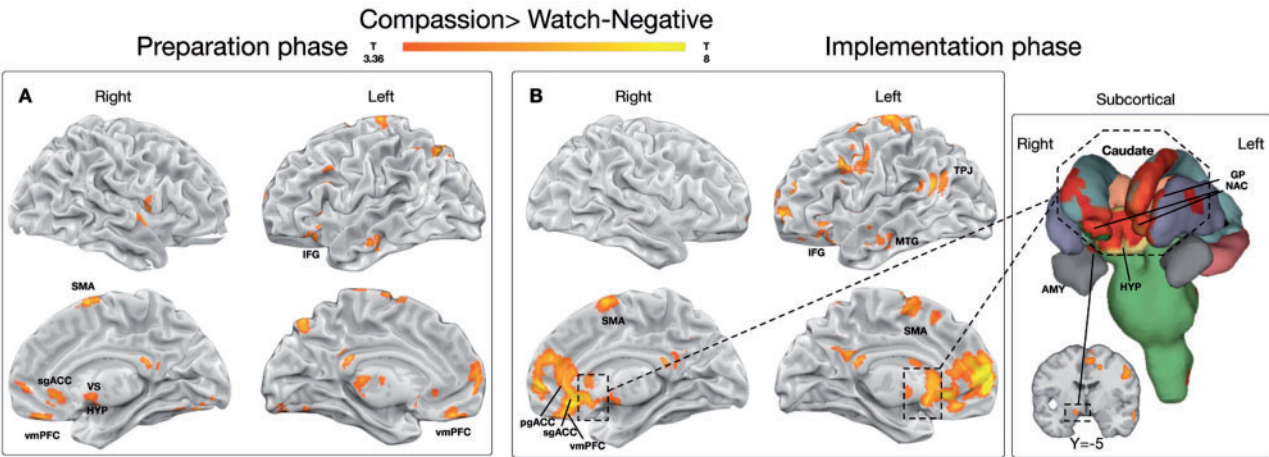 Compassion> Watch-Negative
Preparation phase
T
3.36
T
8
Implementation phase
A
Right
Left
IFG
SMA
sgACC
VS
HYP
vmPFC
vmPFC
B
Right
Left
TPJ
IFG
MTG
SMA
SMA
pgACC
sgACC
vmPFC
Subcortical
Right
Left
Caudate
GP
NAC
AMY
HYP
Y=-5